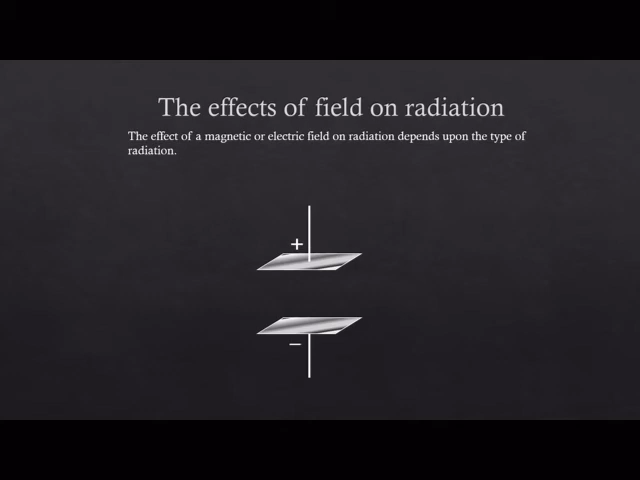 The effects of field on radiation
The effect of a magnetic or electric field on radiation depends upon the type of
radiation.
+
−